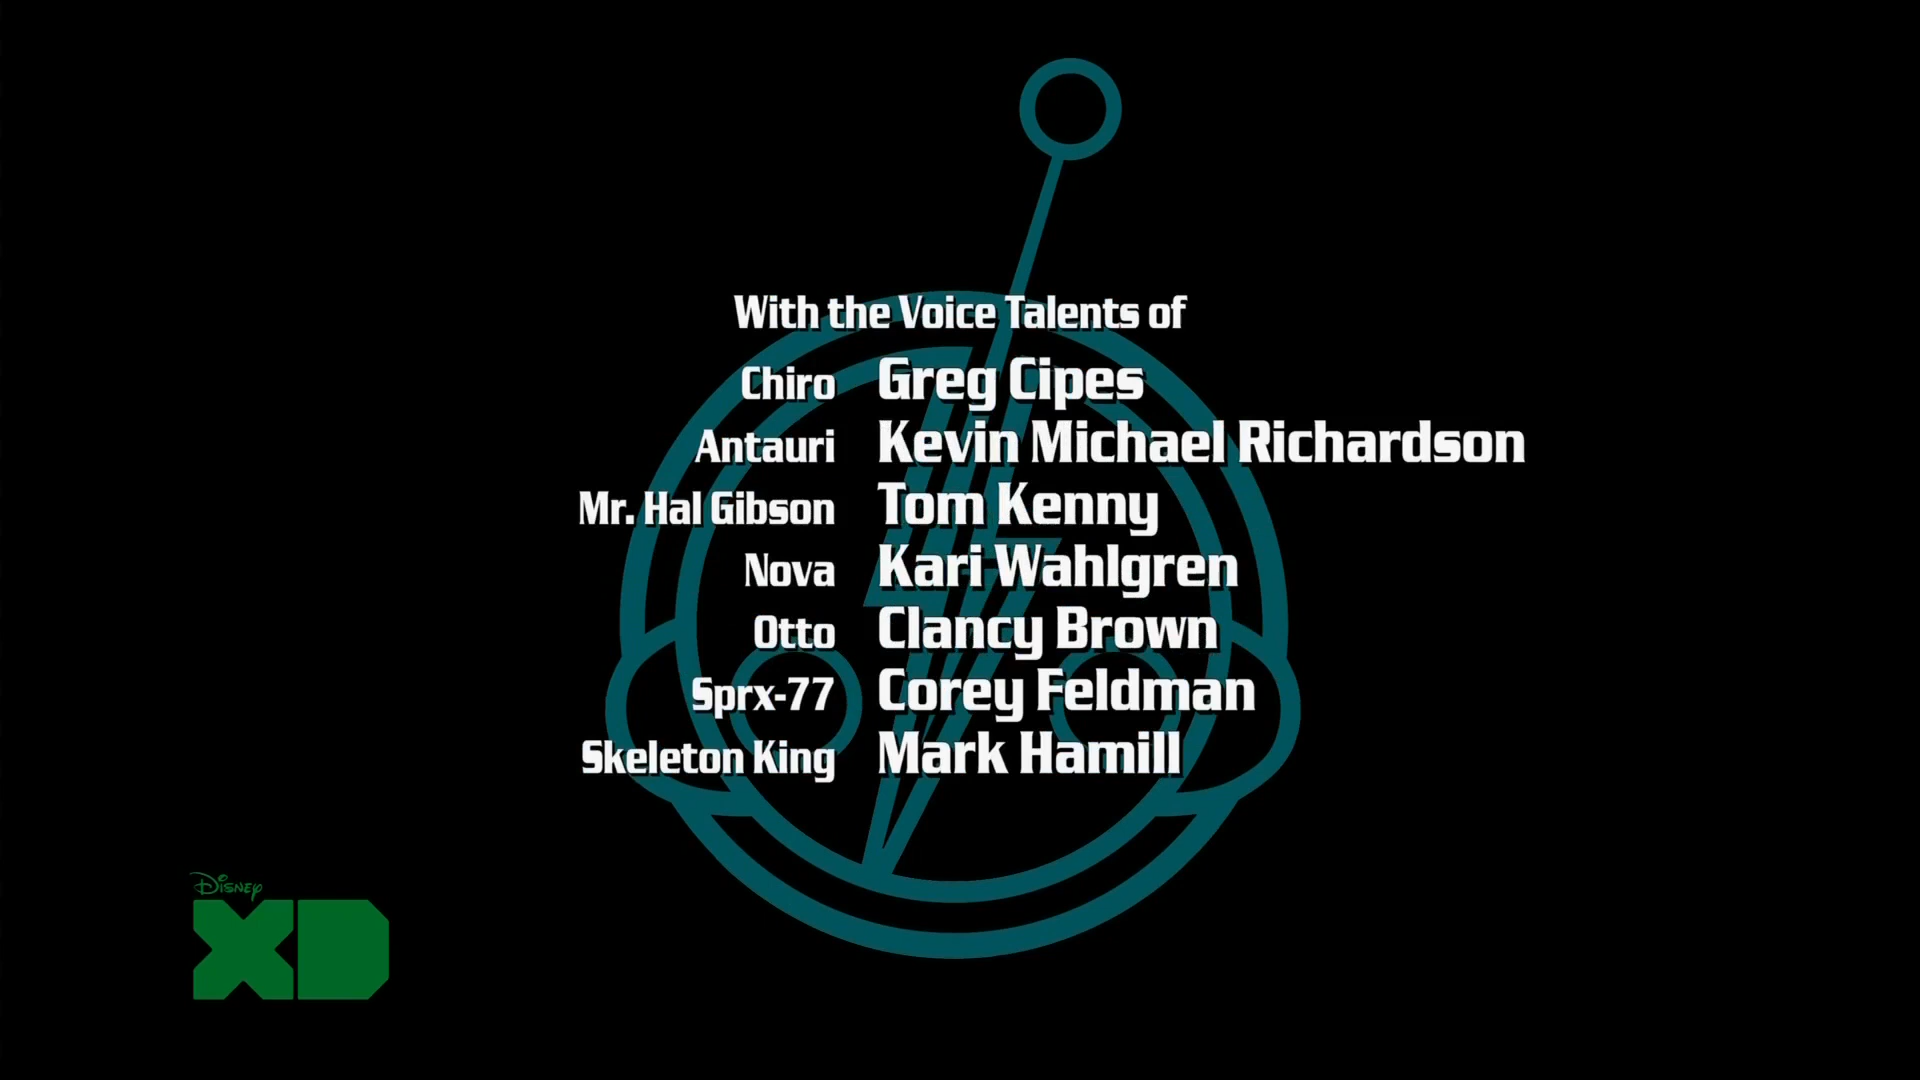 With the Voice Talents of
Chiro Greg Cipes
Antauri Kevin Michael Richardson
Mr. Hal Gibson Tom Kenny
Nova Kari Wahlgren
Otto Clancy Brown
Sprx-77 Corey Feldman
Skeleton King Mark Hamill
Disney
XD